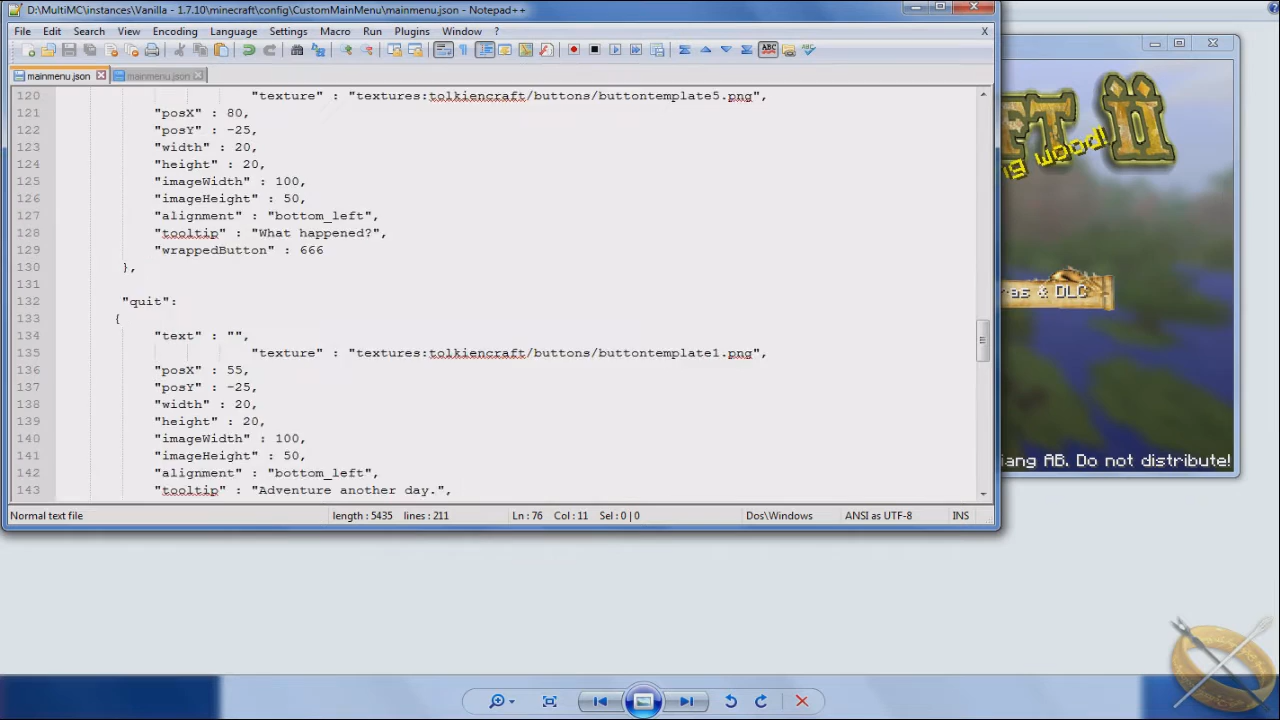 D:\MultiMC\instances\Vanilla - 1.7.10\minecraft\config\CustomMainMenu\mainmenu.json - Notepad++
File Edit Search View Encoding Language Settings Macro Run Plugins Window ? X
mainmenu.json mainmenu.json
120 "texture" : "textures:tolkiencraft/buttons/buttontemplate5.png",
121 "posX" : 80,
122 "posY" : -25,
123 "width" : 20,
124 "height" : 20,
125 "imageWidth" : 100,
126 "imageHeight" : 50,
127 "alignment" : "bottom_left",
128 "tooltip" : "What happened?",
129 "wrappedButton" : 666
130 },
131
132 "quit":
133 {
134 "text" : "",
135 "texture" : "textures:tolkiencraft/buttons/buttontemplate1.png",
136 "posX" : 55,
137 "posY" : -25,
138 "width" : 20,
139 "height" : 20,
140 "imageWidth" : 100,
141 "imageHeight" : 50,
142 "alignment" : "bottom_left",
143 "tooltip" : "Adventure another day.",
Normal text file length : 5435 lines : 211 Ln : 76 Col : 11 Sel : 0 | 0 Dos\Windows ANSI as UTF-8 INS
FT ii
ng wood!
ras & DLC
jang AB. Do not distribute!